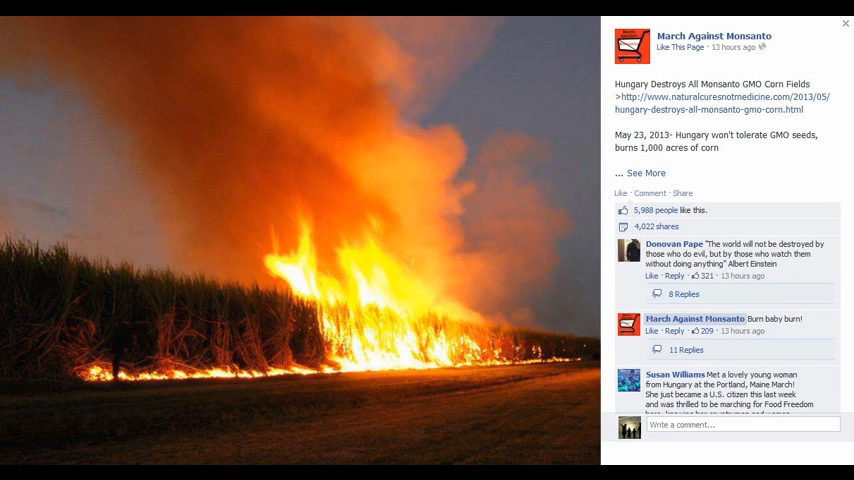 March Against Monsanto
Like This Page · 13 hours ago
Hungary Destroys All Monsanto GMO Corn Fields
>http://www.naturalcuresnotmedicine.com/2013/05/
hungary-destroys-all-monsanto-gmo-corn.html
May 23, 2013- Hungary won't tolerate GMO seeds,
burns 1,000 acres of corn
... See More
Like · Comment · Share
5,988 people like this.
4,022 shares
Donovan Pape "The world will not be destroyed by
those who do evil, but by those who watch them
without doing anything" Albert Einstein
Like · Reply · 321 · 13 hours ago
8 Replies
March Against Monsanto Burn baby burn!
Like · Reply · 209 · 13 hours ago
11 Replies
Susan Williams Met a lovely young woman
from Hungary at the Portland, Maine March!
She just became a U.S. citizen this last week
and was thrilled to be marching for Food Freedom
Write a comment...